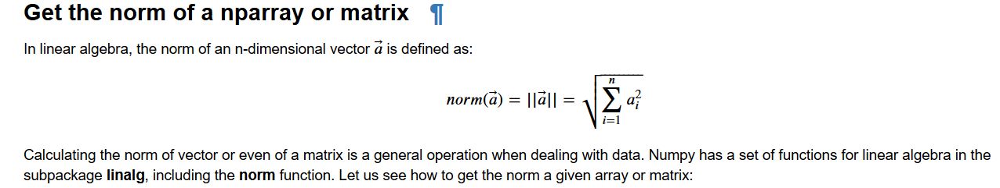 Get the norm of a nparray or matrix ¶
In linear algebra, the norm of an n-dimensional vector $\vec{a}$ is defined as:
$norm(\vec{a}) = ||\vec{a}|| = \sqrt{\sum_{i=1}^{n} a_i^2}$
Calculating the norm of vector or even of a matrix is a general operation when dealing with data. Numpy has a set of functions for linear algebra in the
subpackage linalg, including the norm function. Let us see how to get the norm a given array or matrix: